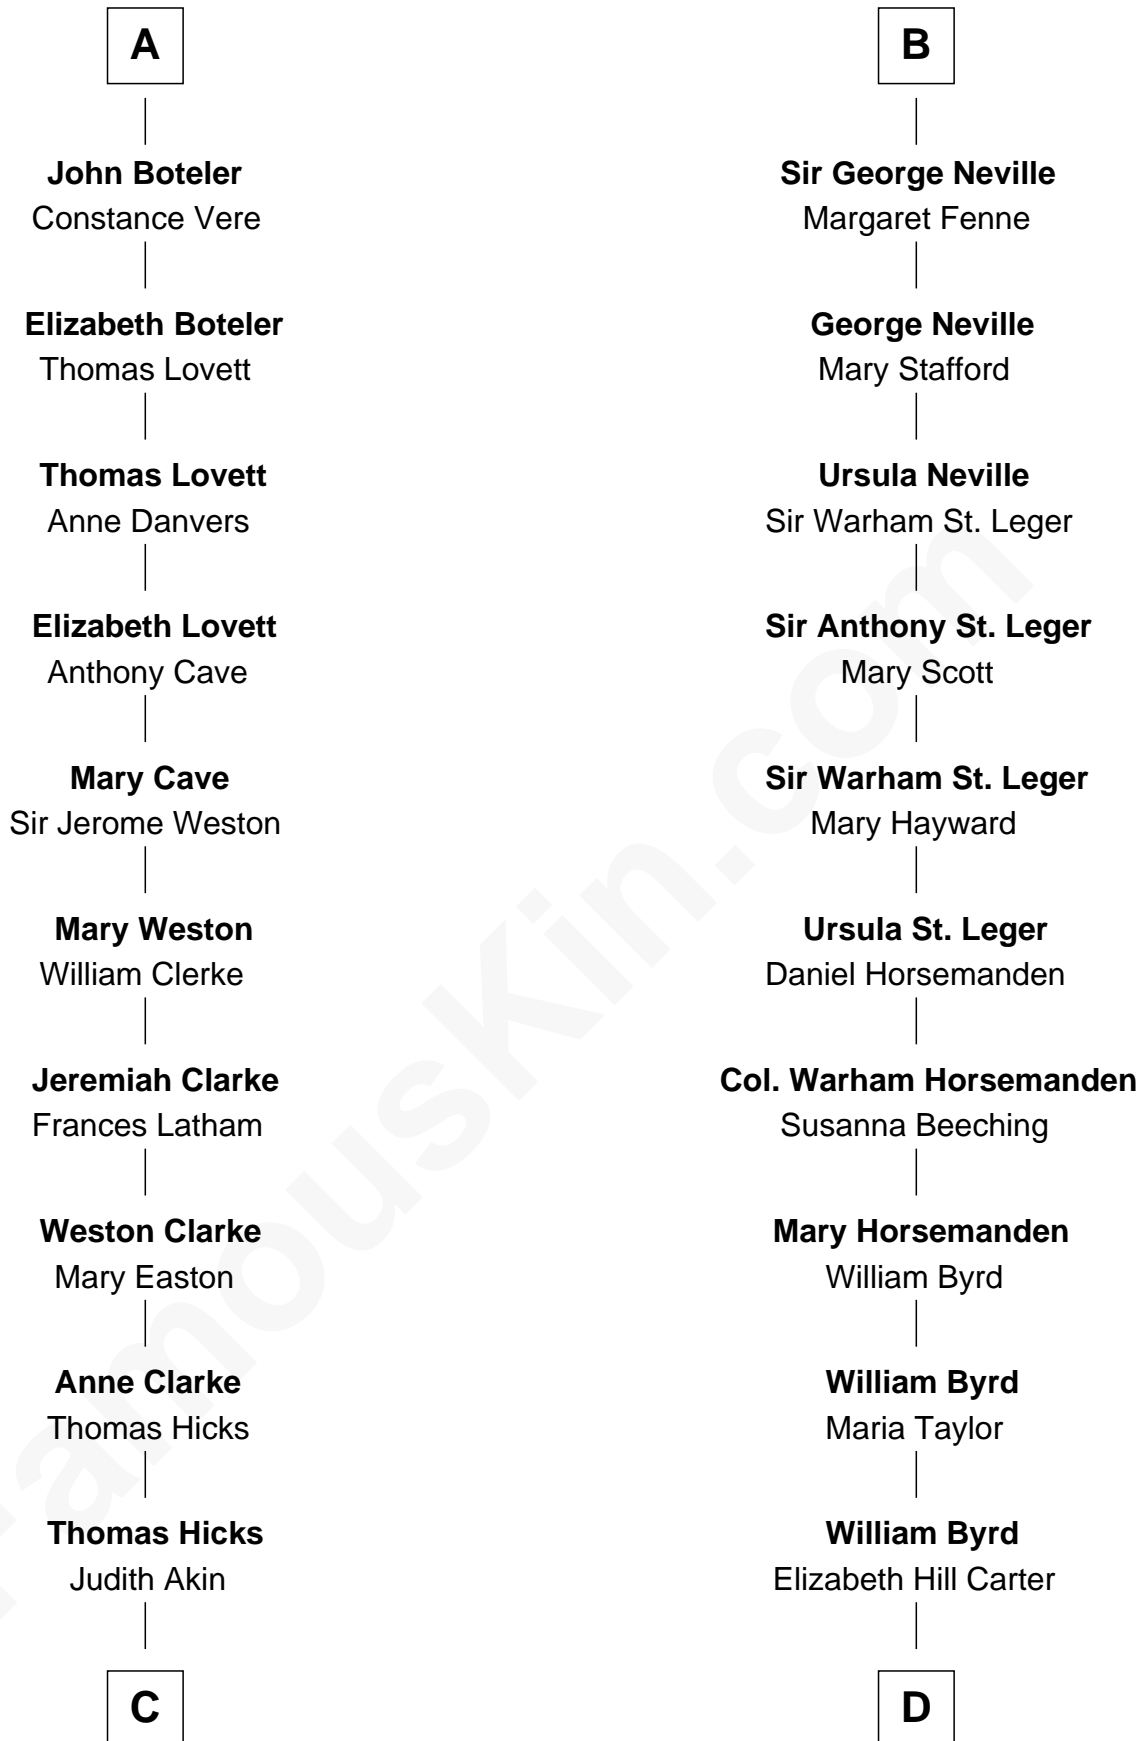 A
John Boteler
Constance Vere
Elizabeth Boteler
Thomas Lovett
Thomas Lovett
Anne Danvers
Elizabeth Lovett
Anthony Cave
Mary Cave
Sir Jerome Weston
Mary Weston
William Clerke
Jeremiah Clarke
Frances Latham
Weston Clarke
Mary Easton
Anne Clarke
Thomas Hicks
Thomas Hicks
Judith Akin
C
B
Sir George Neville
Margaret Fenne
George Neville
Mary Stafford
Ursula Neville
Sir Warham St. Leger
Sir Anthony St. Leger
Mary Scott
Sir Warham St. Leger
Mary Hayward
Ursula St. Leger
Daniel Horsemanden
Col. Warham Horsemanden
Susanna Beeching
Mary Horsemanden
William Byrd
William Byrd
Maria Taylor
William Byrd
Elizabeth Hill Carter
D
FamousKin.com